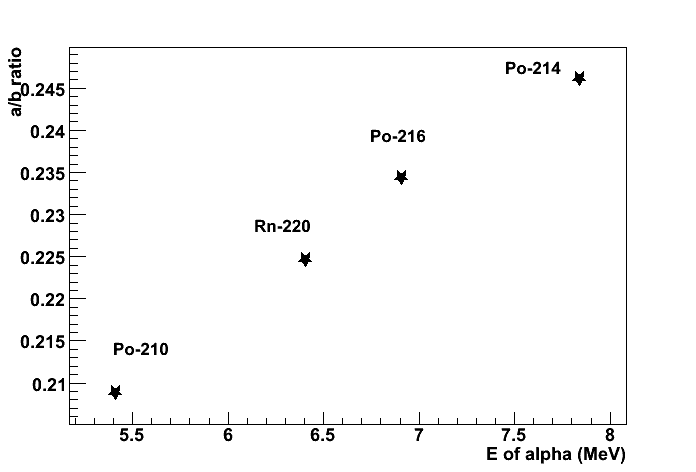 a/b ratio
0.245
0.24
0.235
0.23
0.225
0.22
0.215
0.21
Po-214
Po-216
Rn-220
Po-210
5.5 6 6.5 7 7.5 8
E of alpha (MeV)